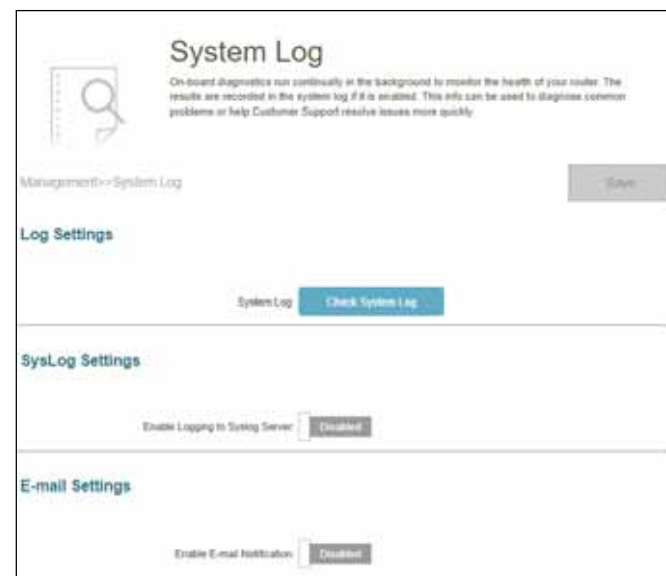 System Log
On-board diagnostics run continually in the background to monitor the health of your router. The
results are recorded in the system log if it is enabled. This info can be used to diagnose common
problems or help Customer Support resolve issues more quickly
Management>>System Log
Save
Log Settings
System Log
Check System Log
SysLog Settings
Enable Logging to Syslog Server
Disabled
E-mail Settings
Enable E-mail Notification
Disabled